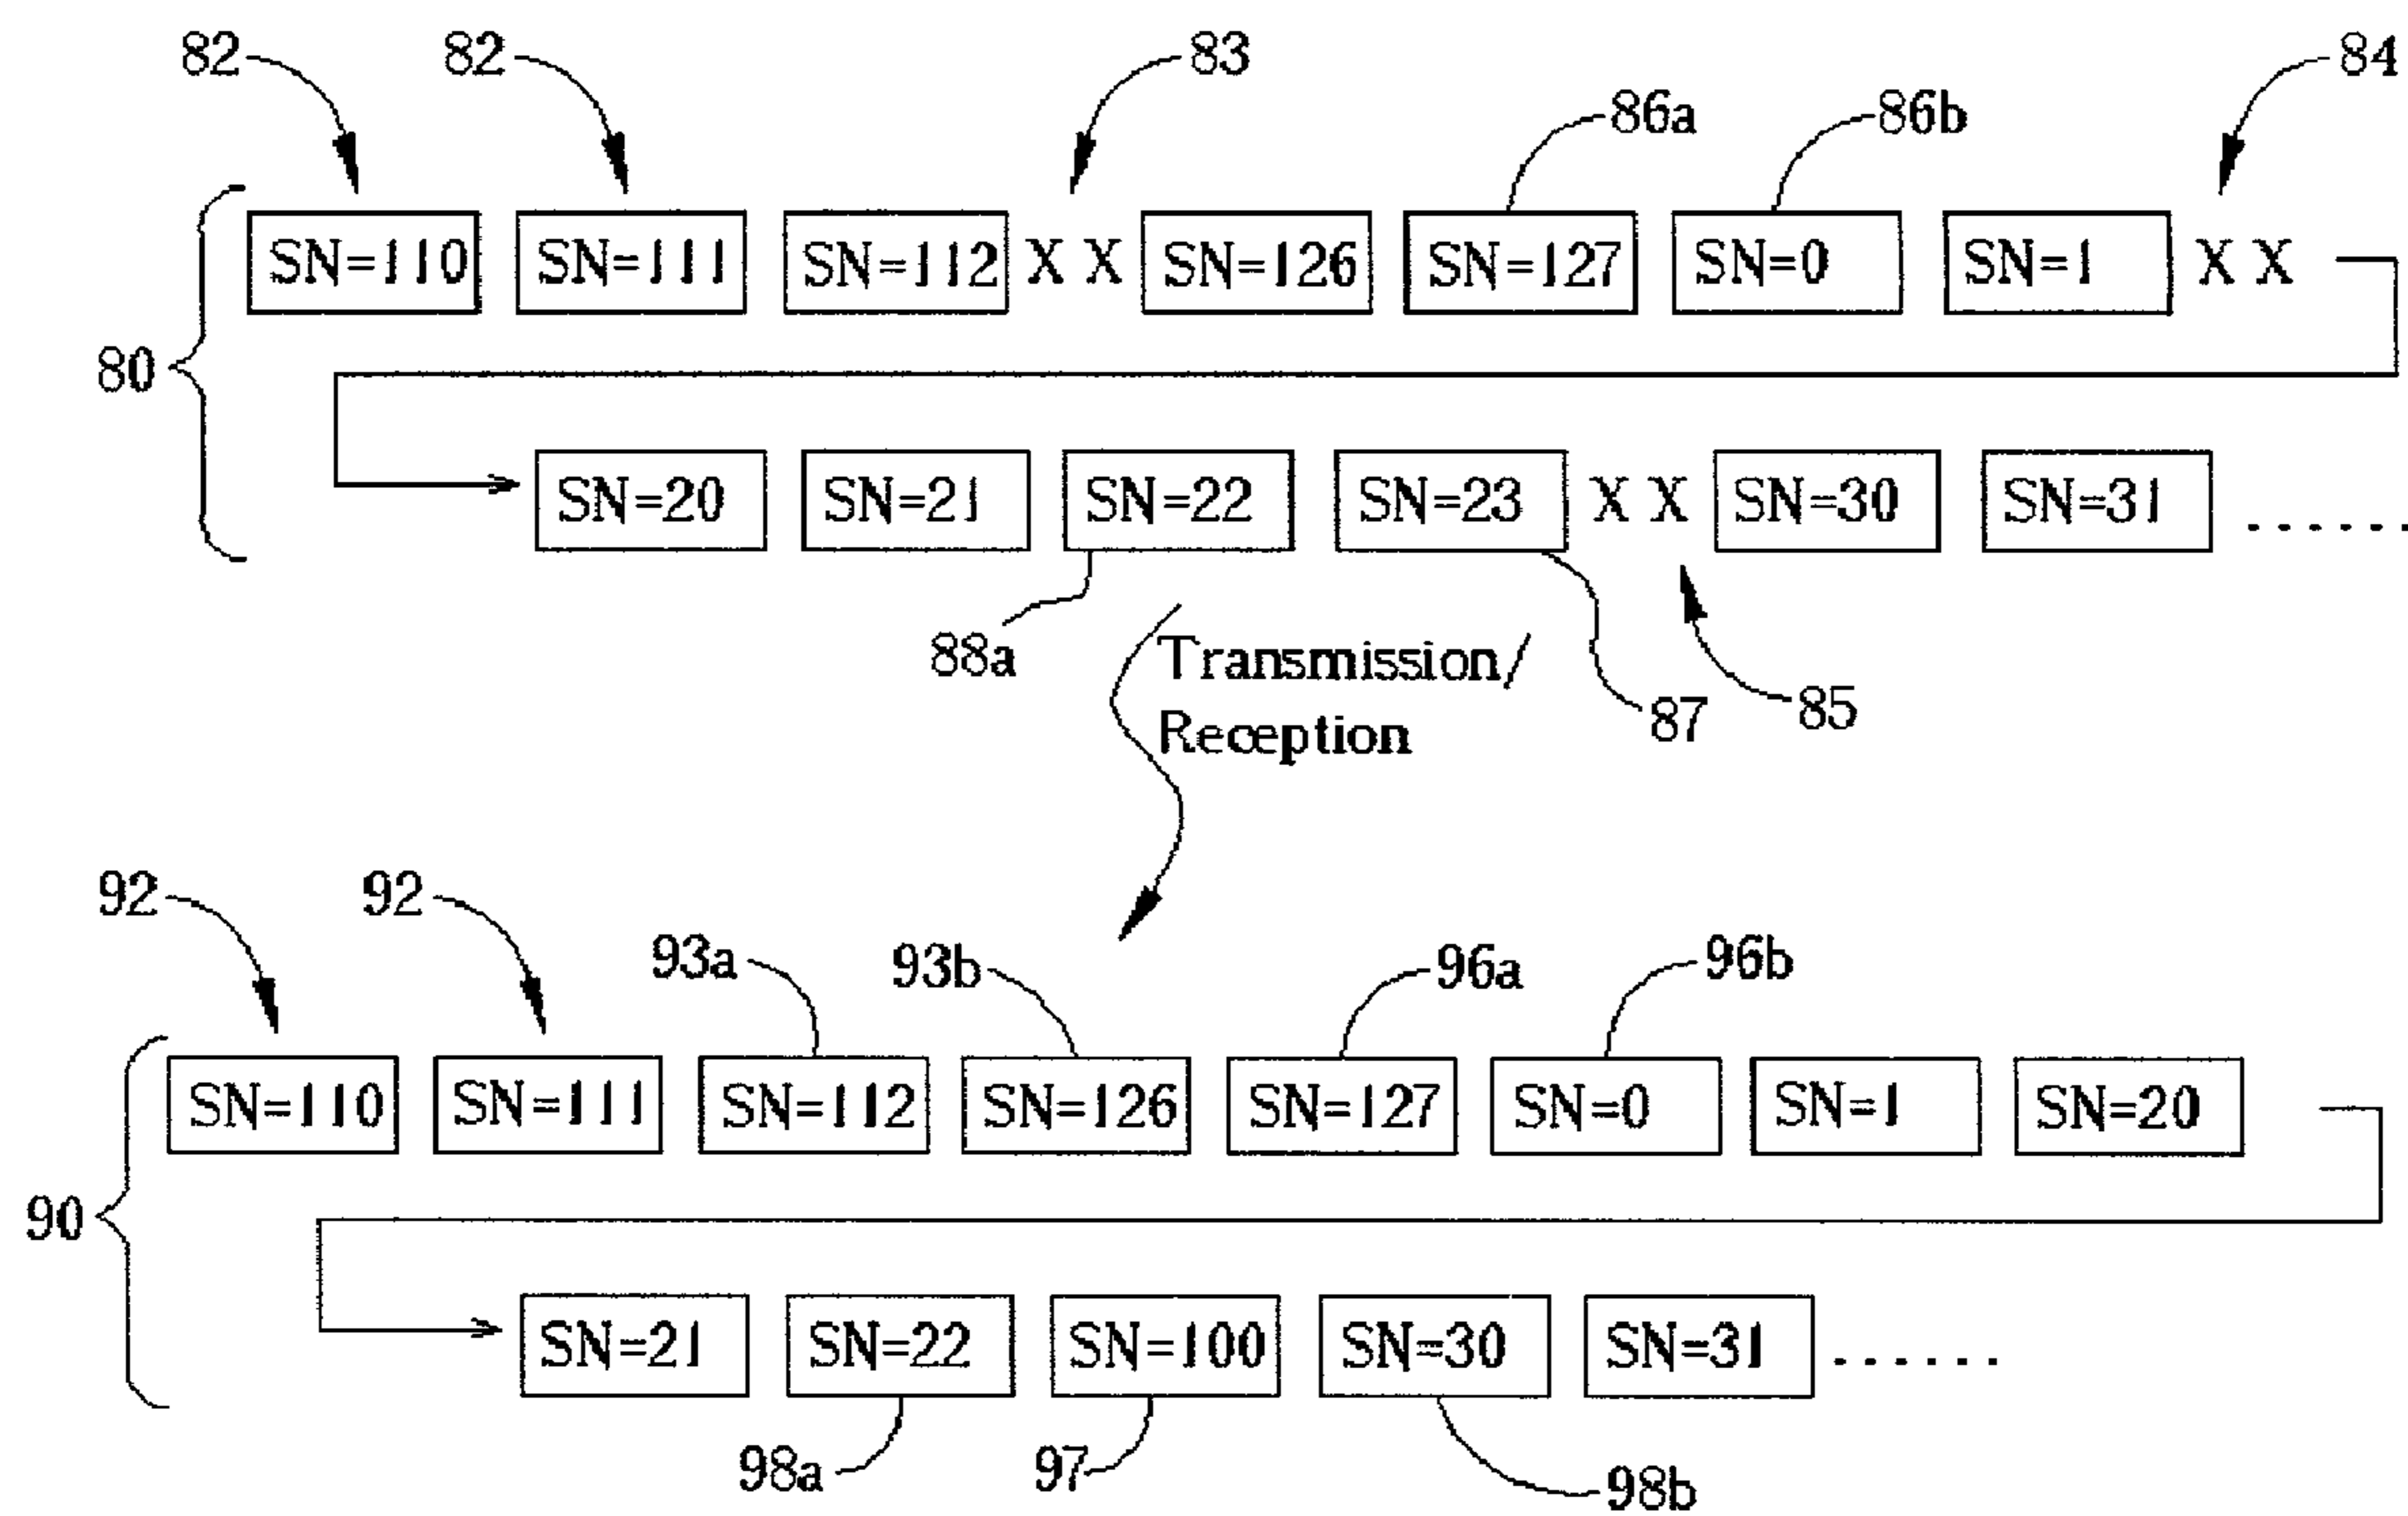 82 82 83 84
86a 86b
SN=110 SN=111 SN=112 X X SN=126 SN=127 SN=0 SN=1 X X
80
SN=20 SN=21 SN=22 SN=23 X X SN=30 SN=31 ......
88a 87 85
Transmission/
Reception
92 92 93a 93b 96a 96b
SN=110 SN=111 SN=112 SN=126 SN=127 SN=0 SN=1 SN=20
90
SN=21 SN=22 SN=100 SN=30 SN=31 ......
98a 97 98b